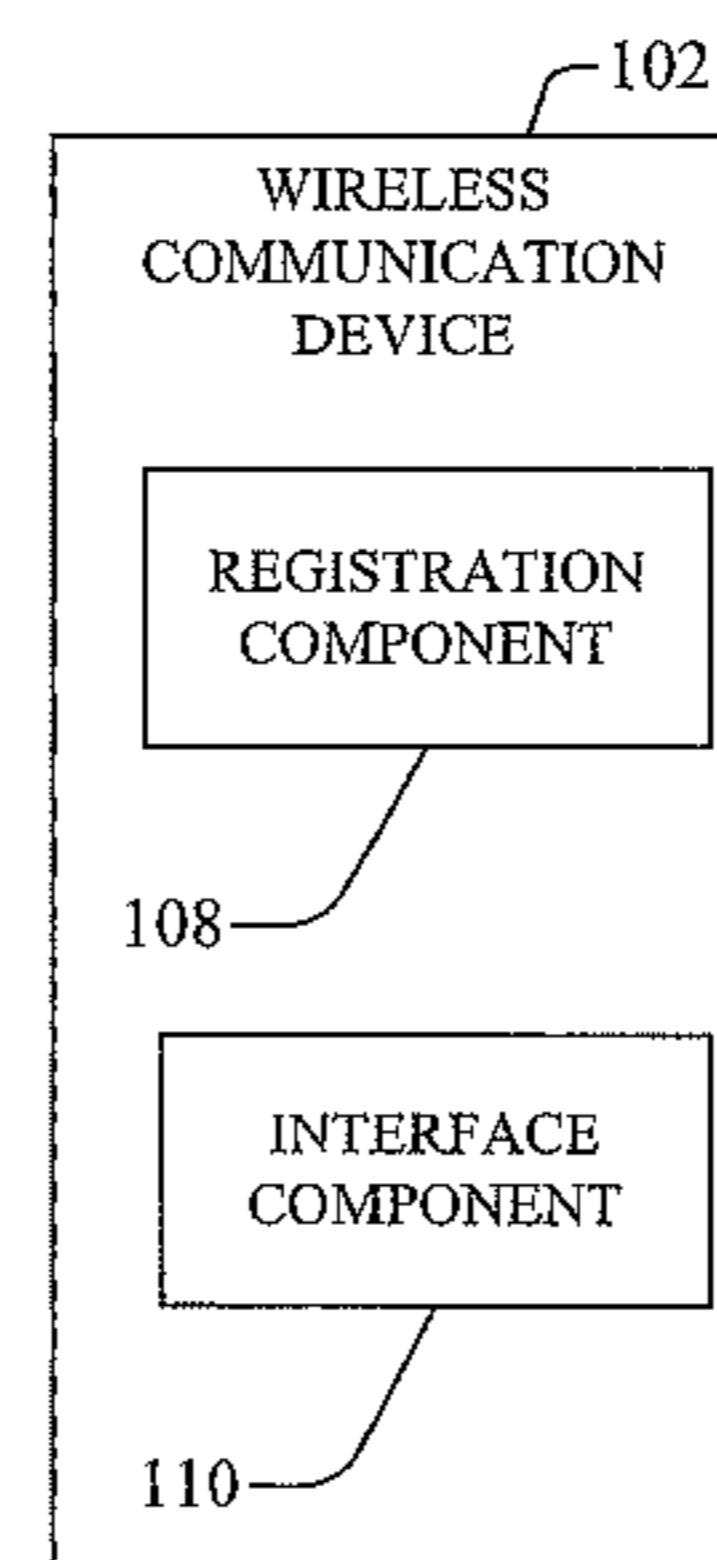 102
WIRELESS
COMMUNICATION
DEVICE
REGISTRATION
COMPONENT
108
INTERFACE
COMPONENT
110